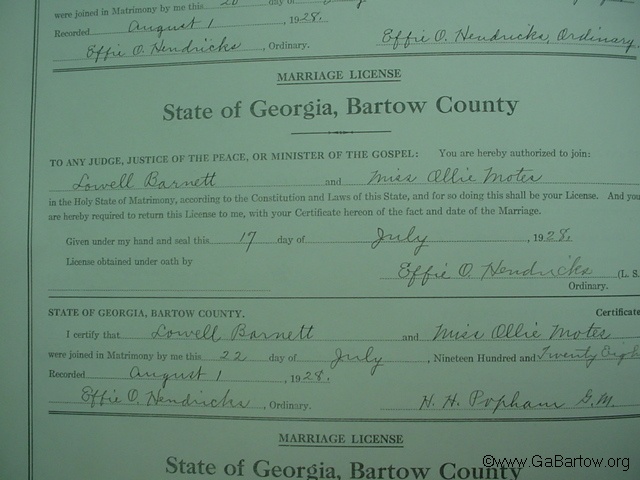 were joined in Matrimony by me this 20 day of
Recorded August 1, 1928.
Effie O. Hendricks, Ordinary. Effie O. Hendricks, Ordinary
MARRIAGE LICENSE
State of Georgia, Bartow County
TO ANY JUDGE, JUSTICE OF THE PEACE, OR MINISTER OF THE GOSPEL: You are hereby authorized to join:
Lowell Barnett and Miss Ollie Motes
in the Holy State of Matrimony, according to the Constitution and Laws of this State, and for so doing this shall be your License. And you
are hereby required to return this License to me, with your Certificate hereon of the fact and date of the Marriage.
Given under my hand and seal this 17 day of July, 1928.
License obtained under oath by
Effie O. Hendricks (L. S.
Ordinary.
STATE OF GEORGIA, BARTOW COUNTY. Certificate
I certify that Lowell Barnett and Miss Ollie Motes
were joined in Matrimony by me this 22 day of July, Nineteen Hundred and Twenty Eigh
Recorded August 1, 1928.
Effie O. Hendricks, Ordinary. H. H. Popham G.M.
MARRIAGE LICENSE
State of Georgia, Bartow County
©www.GaBartow.org